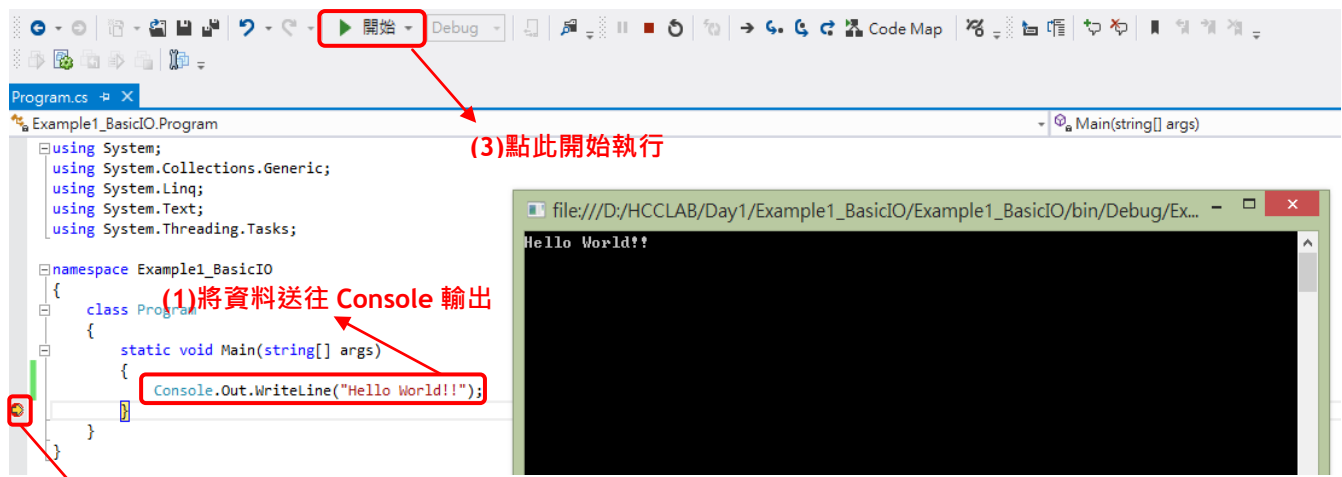 開始
Debug
Code Map
Program.cs
Example1_BasicIO.Program
Main(string[] args)
(3)點此開始執行
using System;
using System.Collections.Generic;
using System.Linq;
using System.Text;
using System.Threading.Tasks;
file:///D:/HCCLAB/Day1/Example1_BasicIO/Example1_BasicIO/bin/Debug/Ex...
Hello World!!
namespace Example1_BasicIO
{
(1)將資料送往 Console 輸出
class Program
{
static void Main(string[] args)
{
Console.Out.WriteLine("Hello World!!");
}
}
}